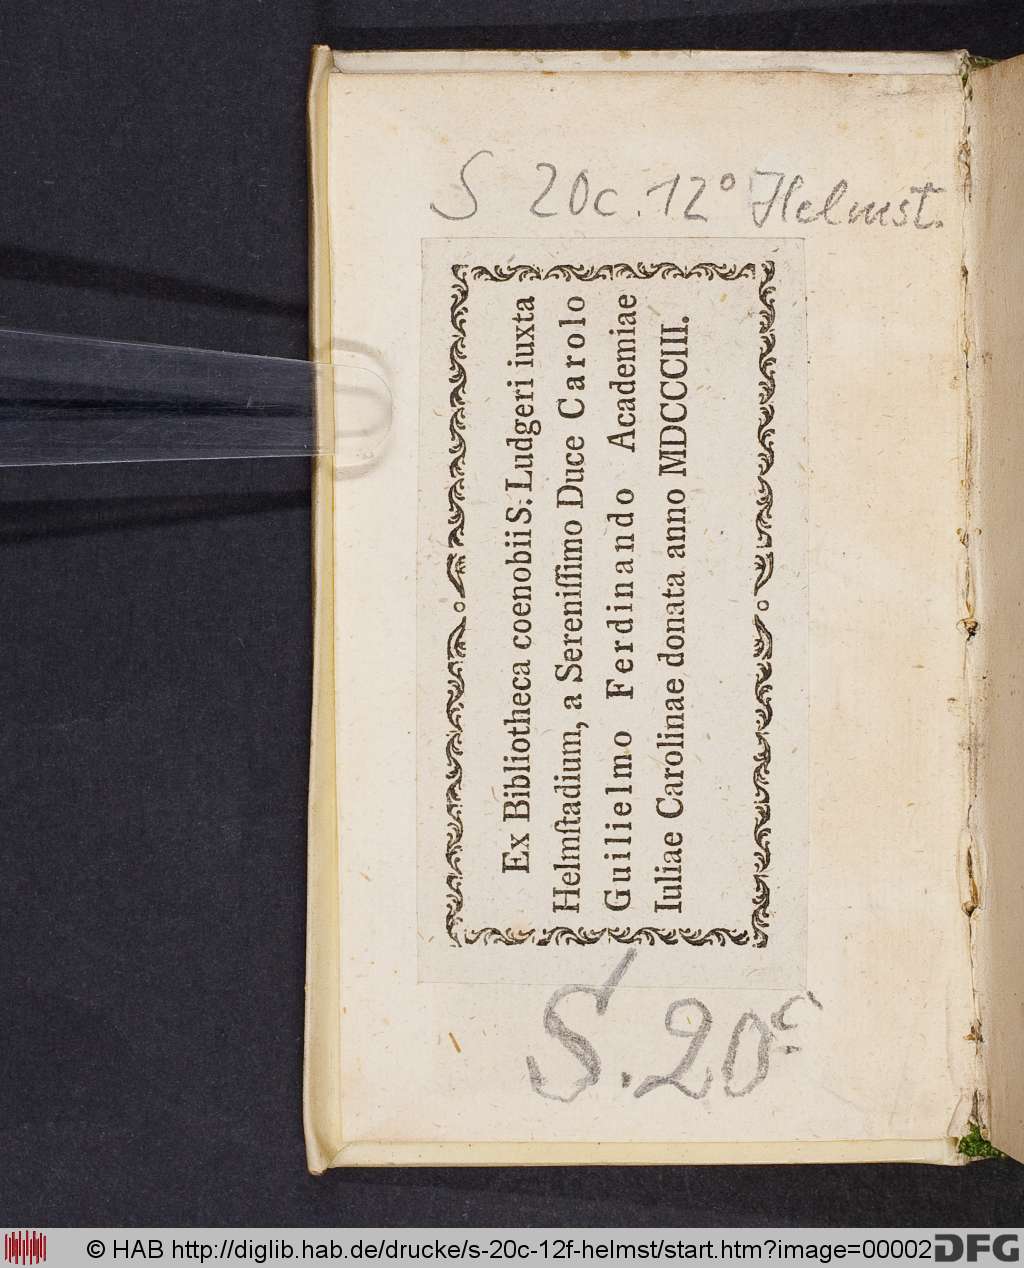 S 20c.12° Helmst.
Ex Bibliotheca coenobii S. Ludgeri iuxta
Helmſtadium, a Sereniſſimo Duce Carolo
Guilielmo Ferdinando Academiae
Iuliae Carolinae donata anno MDCCCIII.
S. 20c
© HAB http://diglib.hab.de/drucke/s-20c-12f-helmst/start.htm?image=00002
DFG